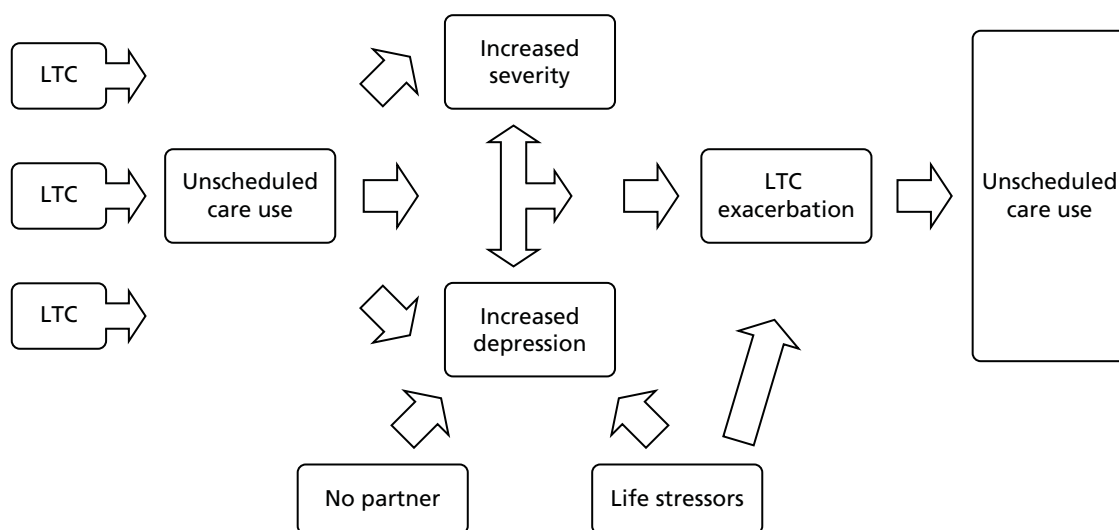 LTC
LTC
LTC
Unscheduled
care use
Increased
severity
Increased
depression
No partner
Life stressors
LTC
exacerbation
Unscheduled
care use